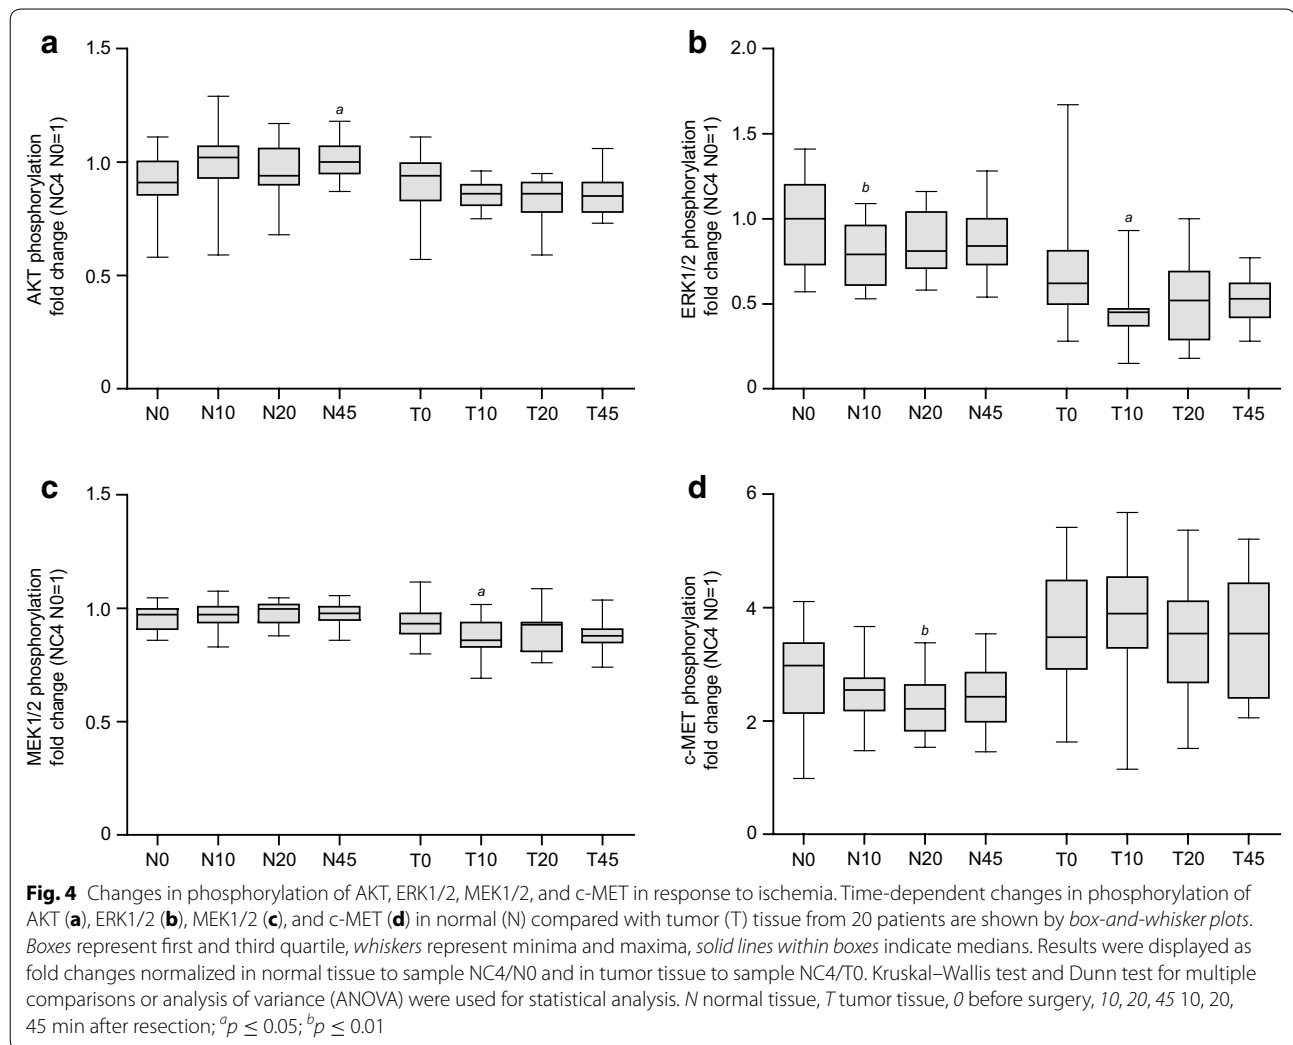 a
1.5
1.0
0.5
0
AKT phosphorylation
fold change (NC4 N0=1)
a
N0 N10 N20 N45 T0 T10 T20 T45
b
2.0
1.5
1.0
0.5
0
ERK1/2 phosphorylation
fold change (NC4 N0=1)
b
a
N0 N10 N20 N45 T0 T10 T20 T45
c
1.5
1.0
0.5
0
MEK1/2 phosphorylation
fold change (NC4 N0=1)
a
N0 N10 N20 N45 T0 T10 T20 T45
d
6
4
2
0
c-MET phosphorylation
fold change (NC4 N0=1)
b
N0 N10 N20 N45 T0 T10 T20 T45
Fig. 4 Changes in phosphorylation of AKT, ERK1/2, MEK1/2, and c-MET in response to ischemia. Time-dependent changes in phosphorylation of
AKT (a), ERK1/2 (b), MEK1/2 (c), and c-MET (d) in normal (N) compared with tumor (T) tissue from 20 patients are shown by box-and-whisker plots.
Boxes represent first and third quartile, whiskers represent minima and maxima, solid lines within boxes indicate medians. Results were displayed as
fold changes normalized in normal tissue to sample NC4/N0 and in tumor tissue to sample NC4/T0. Kruskal–Wallis test and Dunn test for multiple
comparisons or analysis of variance (ANOVA) were used for statistical analysis. N normal tissue, T tumor tissue, 0 before surgery, 10, 20, 45 10, 20,
45 min after resection; ᵃp ≤ 0.05; ᵇp ≤ 0.01